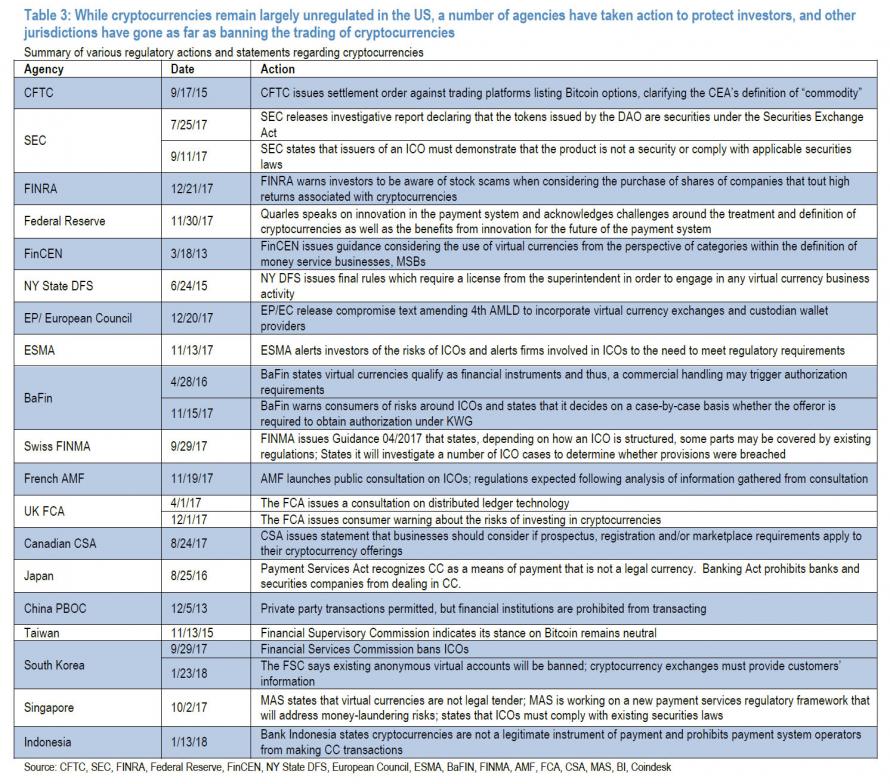 Table 3: While cryptocurrencies remain largely unregulated in the US, a number of agencies have taken action to protect investors, and other
jurisdictions have gone as far as banning the trading of cryptocurrencies
Summary of various regulatory actions and statements regarding cryptocurrencies
Agency Date Action
CFTC 9/17/15 CFTC issues settlement order against trading platforms listing Bitcoin options, clarifying the CEA's definition of “commodity”
SEC
7/25/17 SEC releases investigative report declaring that the tokens issued by the DAO are securities under the Securities Exchange
Act
9/11/17 SEC states that issuers of an ICO must demonstrate that the product is not a security or comply with applicable securities
laws
FINRA 12/21/17 FINRA warns investors to be aware of stock scams when considering the purchase of shares of companies that tout high
returns associated with cryptocurrencies
Federal Reserve 11/30/17 Quarles speaks on innovation in the payment system and acknowledges challenges around the treatment and definition of
cryptocurrencies as well as the benefits from innovation for the future of the payment system
FinCEN 3/18/13 FinCEN issues guidance considering the use of virtual currencies from the perspective of categories within the definition of
money service businesses, MSBs
NY State DFS 6/24/15 NY DFS issues final rules which require a license from the superintendent in order to engage in any virtual currency business
activity
EP/ European Council 12/20/17 EP/EC release compromise text amending 4th AMLD to incorporate virtual currency exchanges and custodian wallet
providers
ESMA 11/13/17 ESMA alerts investors of the risks of ICOs and alerts firms involved in ICOs to the need to meet regulatory requirements
BaFin
4/28/16 BaFin states virtual currencies qualify as financial instruments and thus, a commercial handling may trigger authorization
requirements
11/15/17 BaFin warns consumers of risks around ICOs and states that it decides on a case-by-case basis whether the offeror is
required to obtain authorization under KWG
Swiss FINMA 9/29/17 FINMA issues Guidance 04/2017 that states, depending on how an ICO is structured, some parts may be covered by existing
regulations; States it will investigate a number of ICO cases to determine whether provisions were breached
French AMF 11/19/17 AMF launches public consultation on ICOs; regulations expected following analysis of information gathered from consultation
UK FCA
4/1/17 The FCA issues a consultation on distributed ledger technology
12/1/17 The FCA issues consumer warning about the risks of investing in cryptocurrencies
Canadian CSA 8/24/17 CSA issues statement that businesses should consider if prospectus, registration and/or marketplace requirements apply to
their cryptocurrency offerings
Japan 8/25/16 Payment Services Act recognizes CC as a means of payment that is not a legal currency. Banking Act prohibits banks and
securities companies from dealing in CC.
China PBOC 12/5/13 Private party transactions permitted, but financial institutions are prohibited from transacting
Taiwan 11/13/15 Financial Supervisory Commission indicates its stance on Bitcoin remains neutral
South Korea
9/29/17 Financial Services Commission bans ICOs
1/23/18 The FSC says existing anonymous virtual accounts will be banned; cryptocurrency exchanges must provide customers'
information
Singapore 10/2/17 MAS states that virtual currencies are not legal tender; MAS is working on a new payment services regulatory framework that
will address money-laundering risks; states that ICOs must comply with existing securities laws
Indonesia 1/13/18 Bank Indonesia states cryptocurrencies are not a legitimate instrument of payment and prohibits payment system operators
from making CC transactions
Source: CFTC, SEC, FINRA, Federal Reserve, FinCEN, NY State DFS, European Council, ESMA, BaFIN, FINMA, AMF, FCA, CSA, MAS, BI, Coindesk